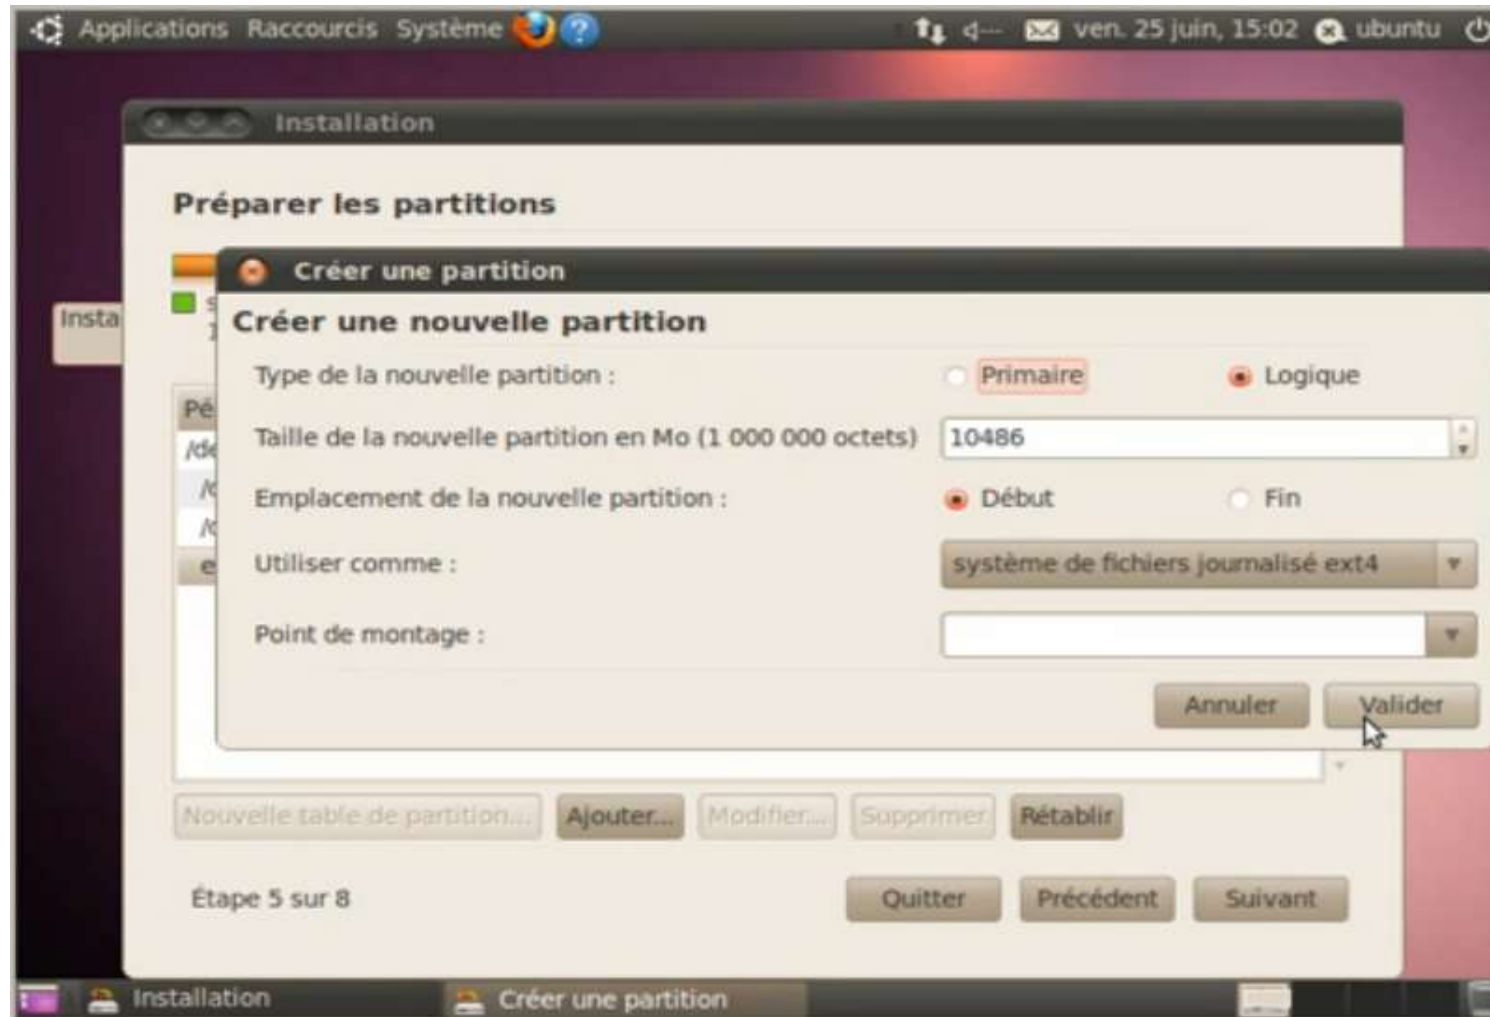 Applications Raccourcis Système ven. 25 juin, 15:02 ubuntu
Installation
Préparer les partitions
Créer une partition
Créer une nouvelle partition
Insta
Type de la nouvelle partition : Primaire Logique
Pé
Taille de la nouvelle partition en Mo (1 000 000 octets) 10486
/de
Emplacement de la nouvelle partition : Début Fin
Utiliser comme : système de fichiers journalisé ext4
Point de montage :
Annuler Valider
Nouvelle table de partition... Ajouter... Modifier... Supprimer Rétablir
Étape 5 sur 8 Quitter Précédent Suivant
Installation Créer une partition